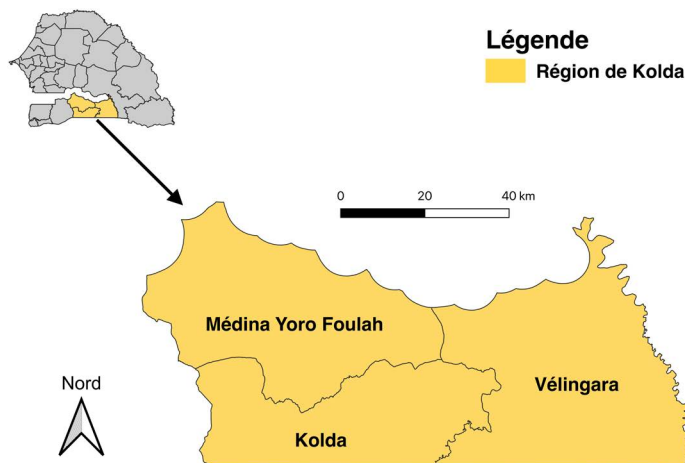 Légende
Région de Kolda
0 20 40 km
Médina Yoro Foulah
Vélingara
Nord
Kolda